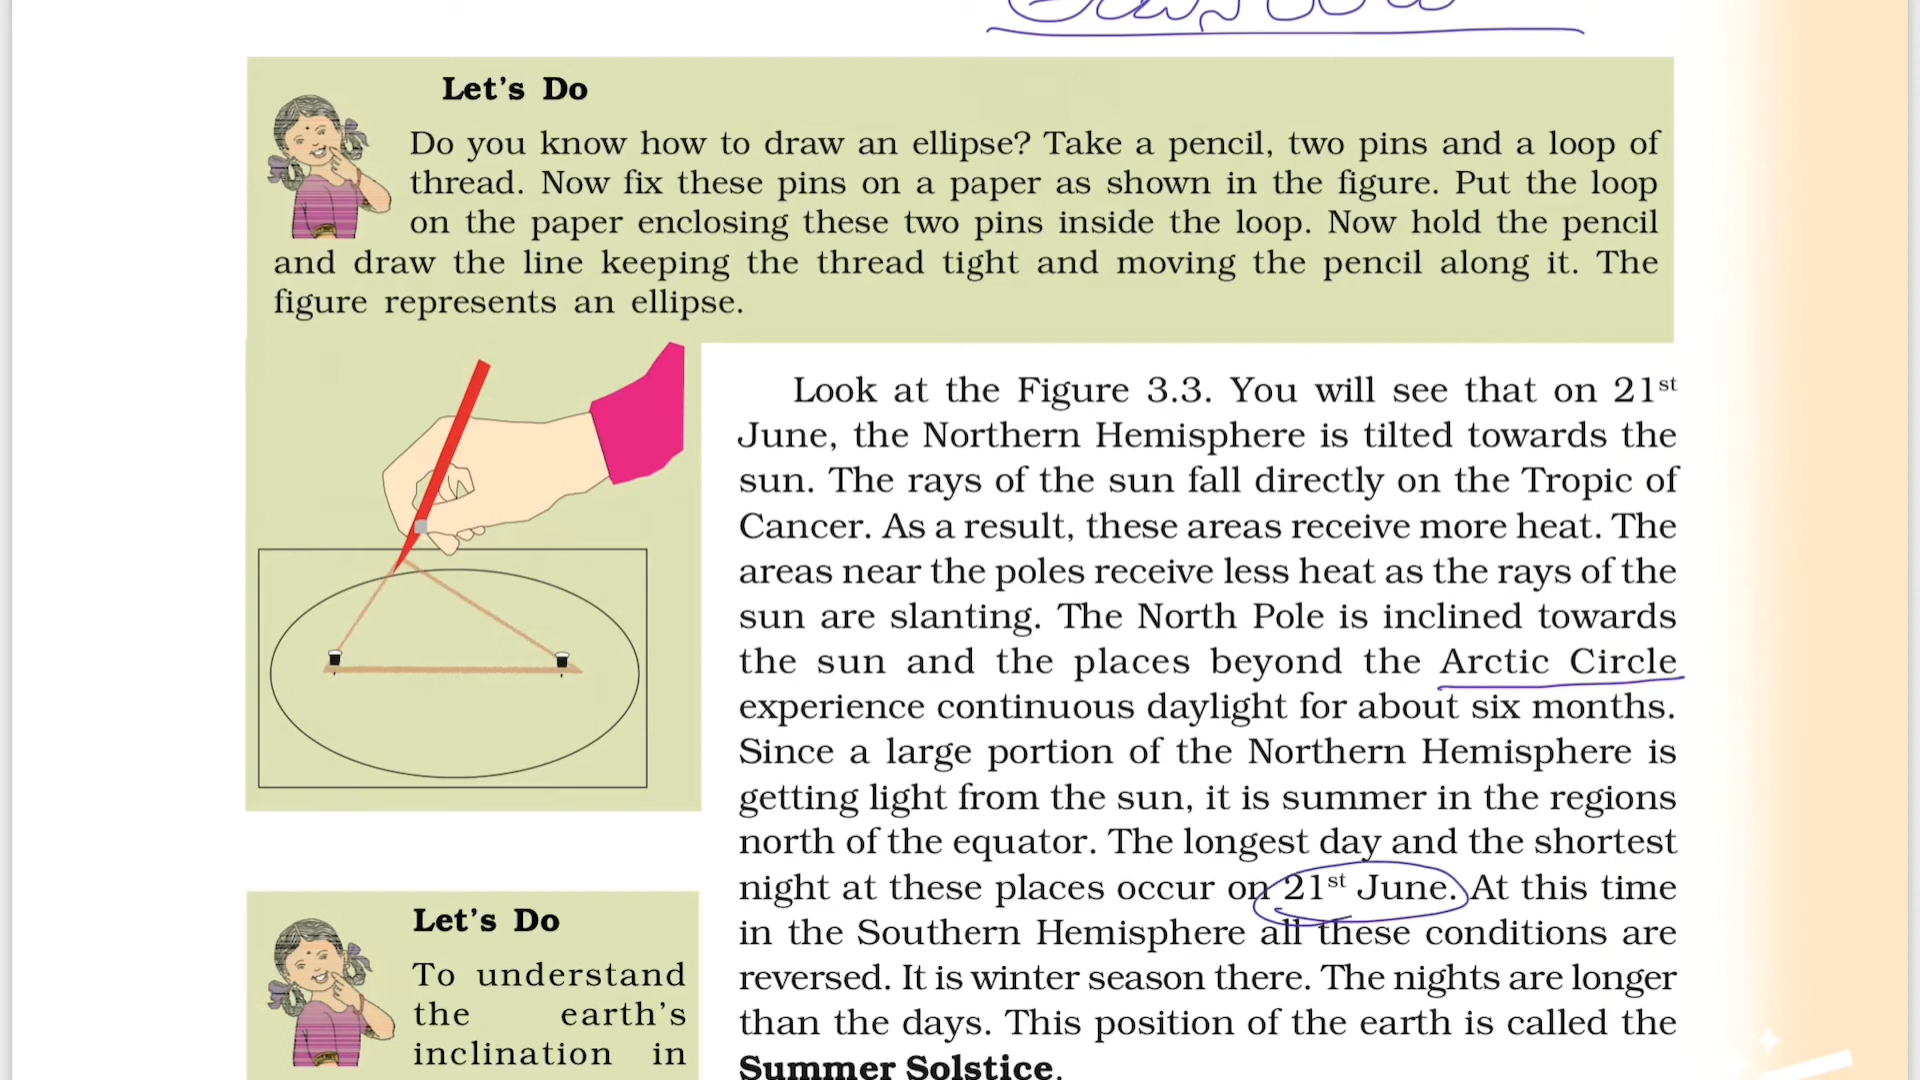 Let's Do
Do you know how to draw an ellipse? Take a pencil, two pins and a loop of
thread. Now fix these pins on a paper as shown in the figure. Put the loop
on the paper enclosing these two pins inside the loop. Now hold the pencil
and draw the line keeping the thread tight and moving the pencil along it. The
figure represents an ellipse.
Look at the Figure 3.3. You will see that on 21st
June, the Northern Hemisphere is tilted towards the
sun. The rays of the sun fall directly on the Tropic of
Cancer. As a result, these areas receive more heat. The
areas near the poles receive less heat as the rays of the
sun are slanting. The North Pole is inclined towards
the sun and the places beyond the Arctic Circle
experience continuous daylight for about six months.
Since a large portion of the Northern Hemisphere is
getting light from the sun, it is summer in the regions
north of the equator. The longest day and the shortest
night at these places occur on 21st June. At this time
in the Southern Hemisphere all these conditions are
reversed. It is winter season there. The nights are longer
than the days. This position of the earth is called the
Summer Solstice.
Let's Do
To understand
the earth's
inclination in